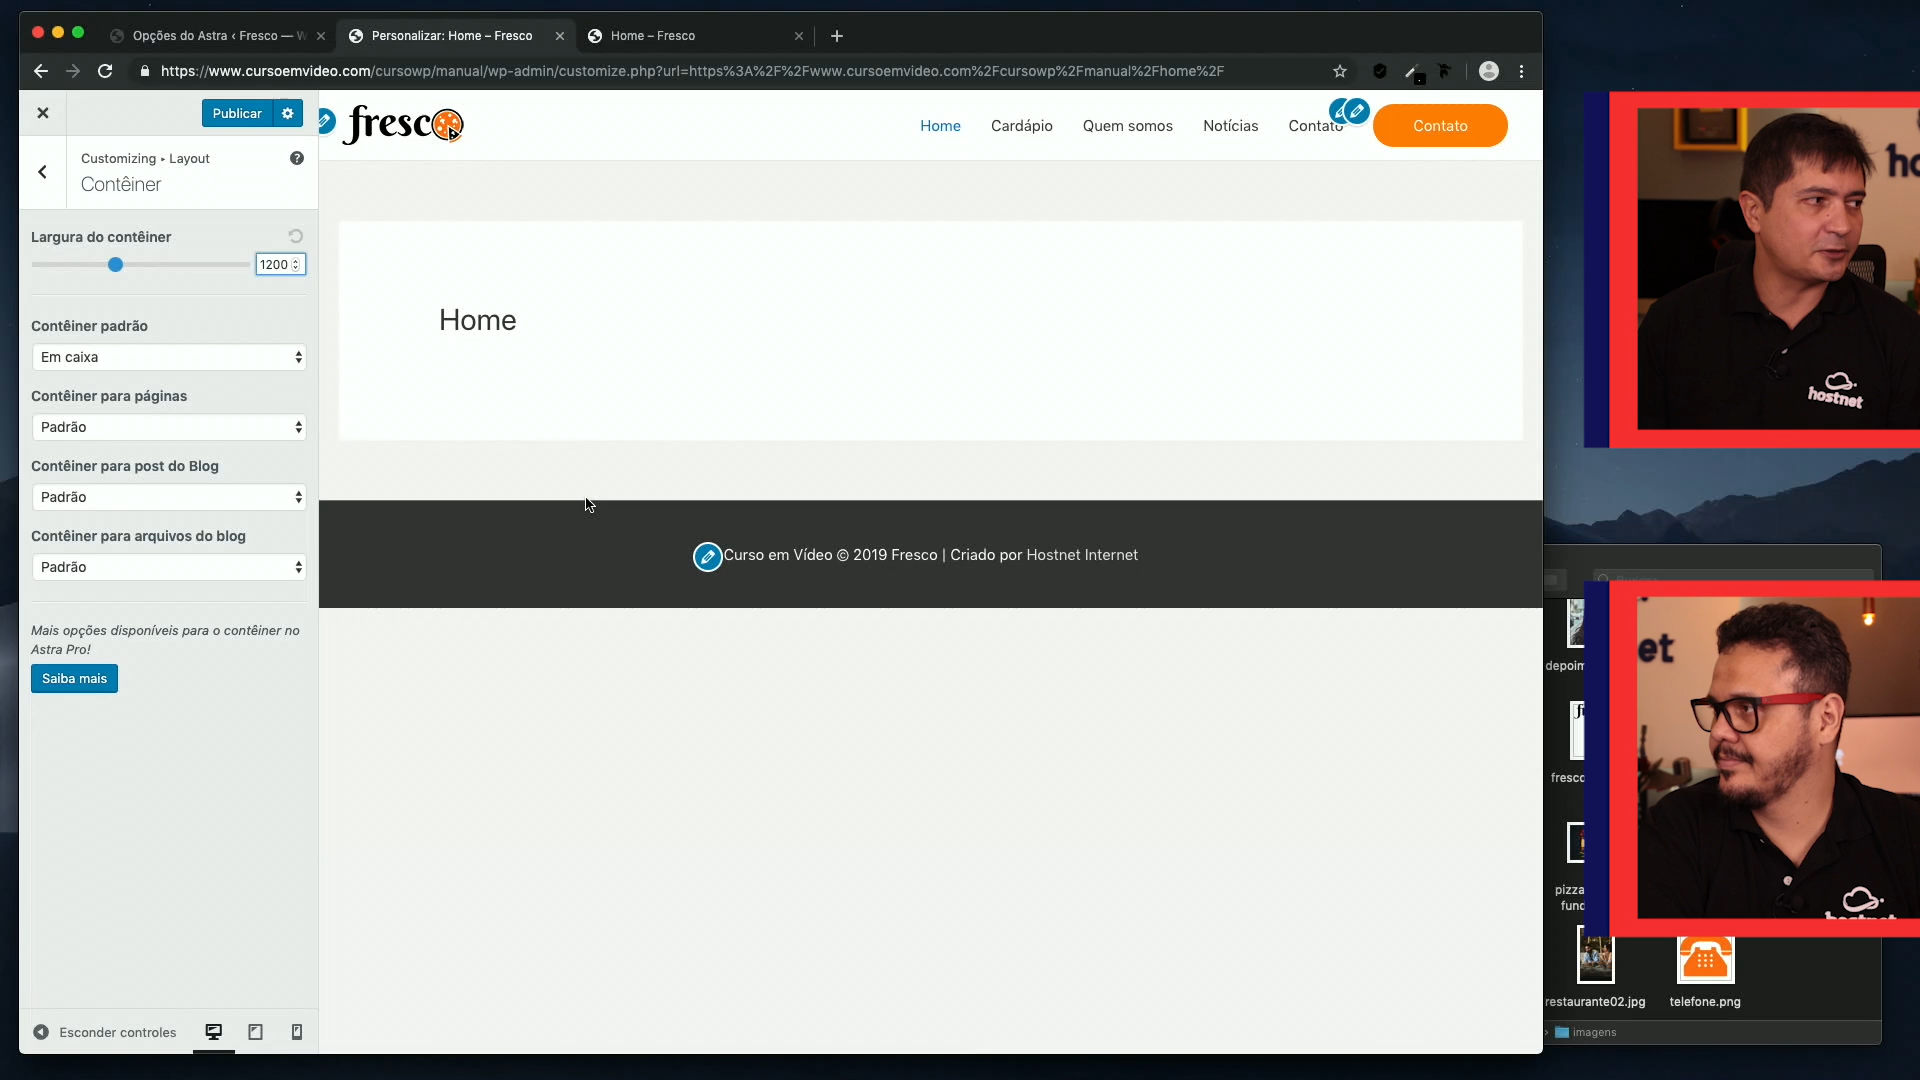 Opções do Astra ‹ Fresco — W
Personalizar: Home – Fresco
Home – Fresco
https://www.cursoemvideo.com/cursowp/manual/wp-admin/customize.php?url=https%3A%2F%2Fwww.cursoemvideo.com%2Fcursowp%2Fmanual%2Fhome%2F
Publicar
Customizing ▸ Layout
Contêiner
Largura do contêiner
1200
Contêiner padrão
Em caixa
Contêiner para páginas
Padrão
Contêiner para post do Blog
Padrão
Contêiner para arquivos do blog
Padrão
Mais opções disponíveis para o contêiner no
Astra Pro!
Saiba mais
Esconder controles
fresco
Home
Cardápio
Quem somos
Notícias
Contato
Contato
Home
Curso em Vídeo © 2019 Fresco | Criado por Hostnet Internet
ho
hostnet
et
hostnet
depoim
fresco
pizza
fund
restaurante02.jpg
telefone.png
imagens